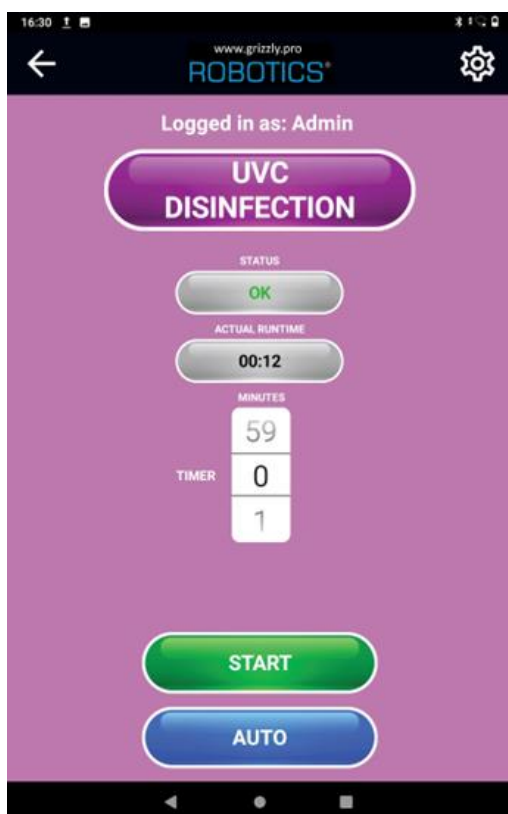 16:30
www.grizzly.pro
ROBOTICS®
Logged in as: Admin
UVC
DISINFECTION
STATUS
OK
ACTUAL RUNTIME
00:12
MINUTES
59
TIMER 0
1
START
AUTO